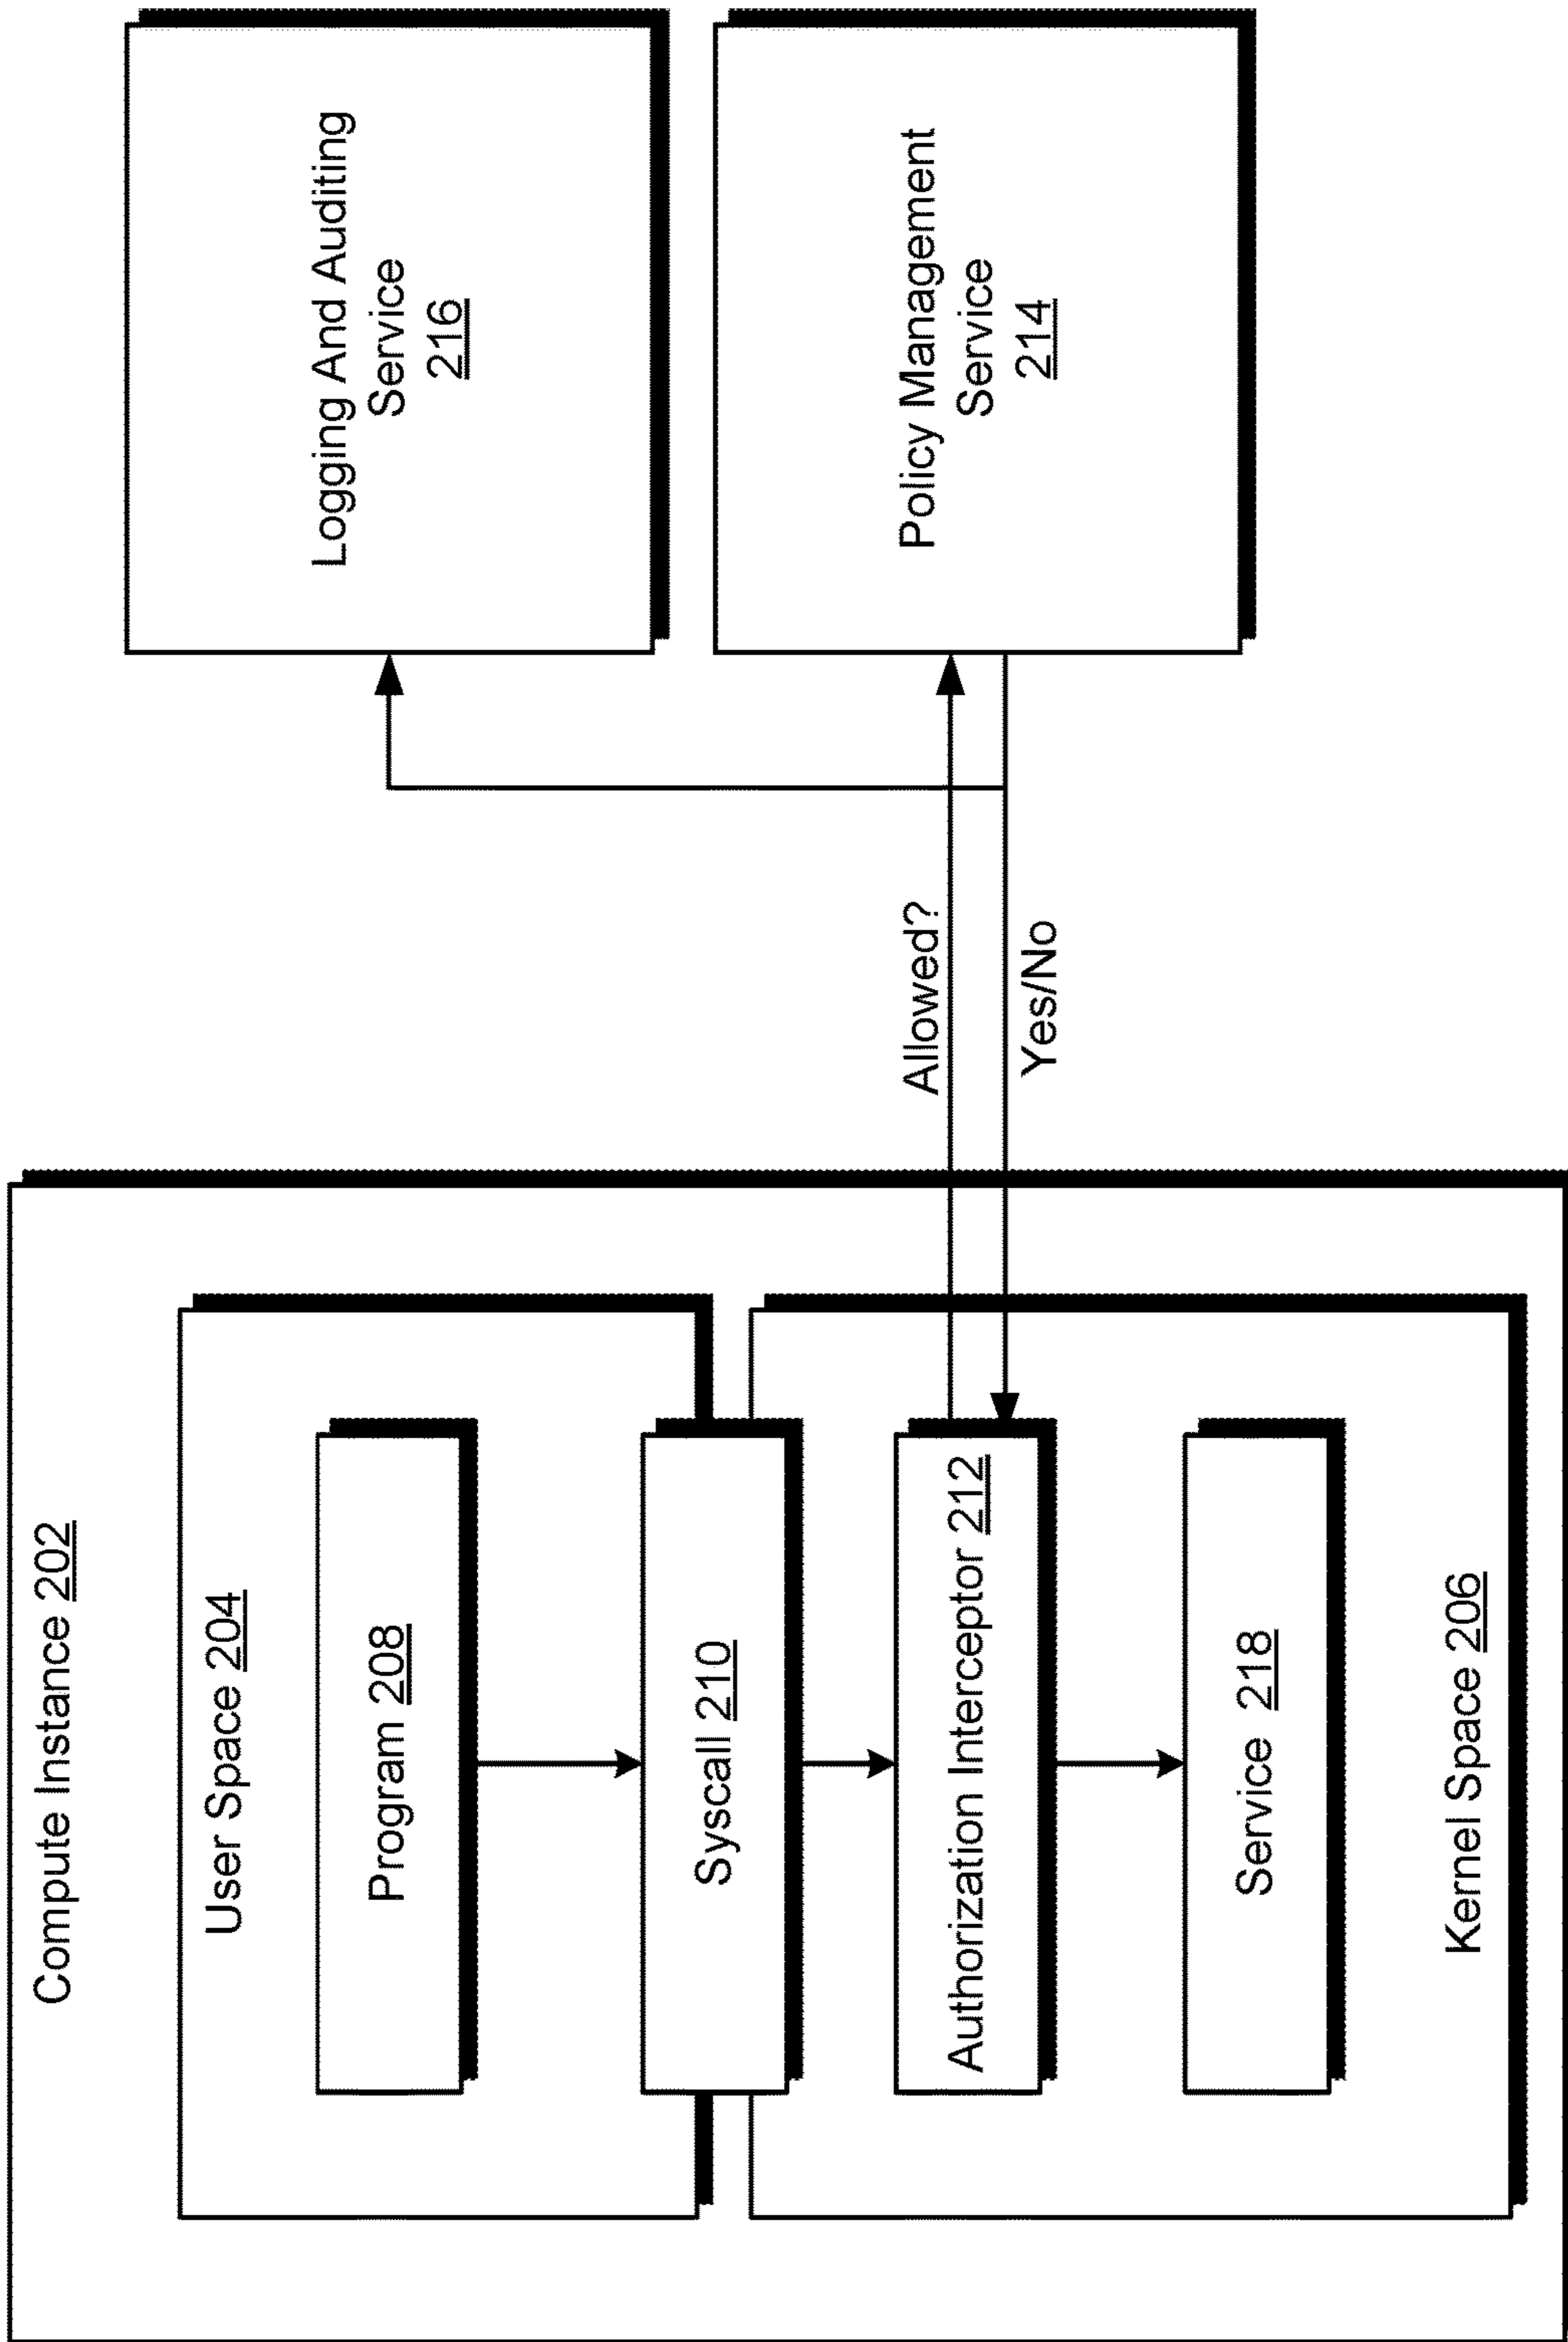 Compute Instance 202
User Space 204
Program 208
Syscall 210
Authorization Interceptor 212
Service 218
Kernel Space 206
Allowed?
Yes/No
Logging And Auditing
Service
216
Policy Management
Service
214